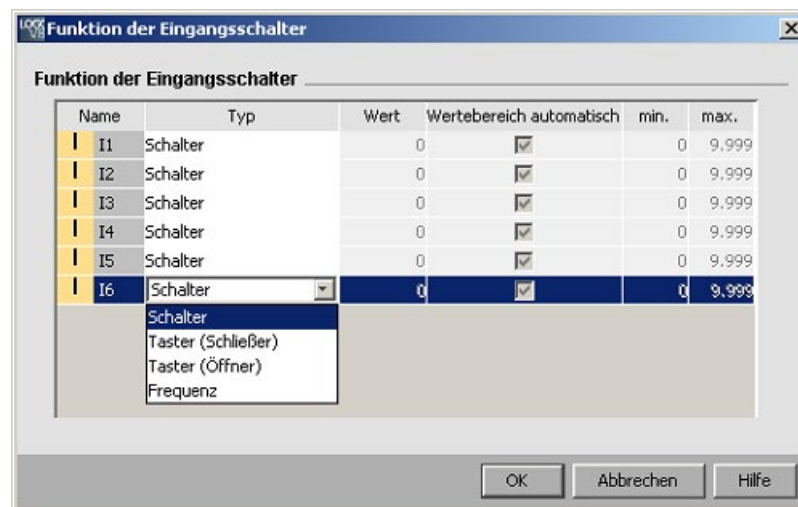 Funktion der Eingangsschalter
Funktion der Eingangsschalter
Name Typ Wert Wertebereich automatisch min. max.
I I1 Schalter 0 0 9.999
I I2 Schalter 0 0 9.999
I I3 Schalter 0 0 9.999
I I4 Schalter 0 0 9.999
I I5 Schalter 0 0 9.999
I I6 Schalter 0 0 9.999
Schalter
Taster (Schließer)
Taster (Öffner)
Frequenz
OK Abbrechen Hilfe